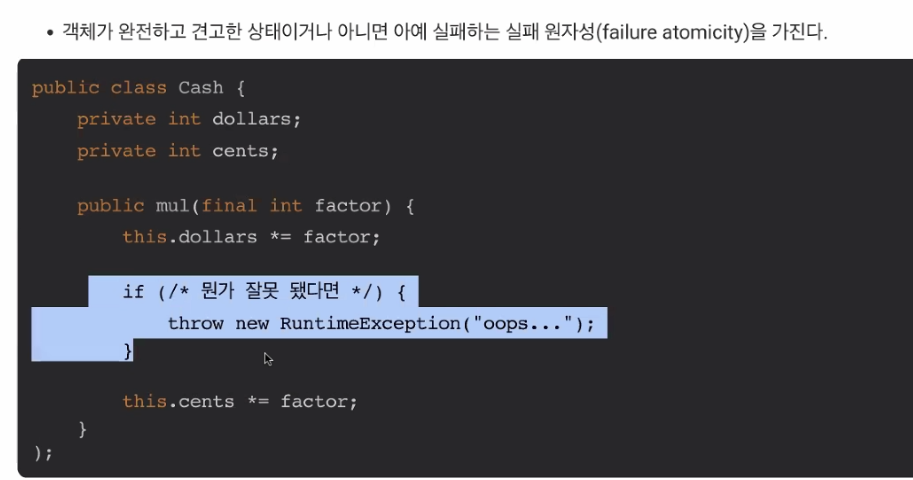 • 객체가 완전하고 견고한 상태이거나 아니면 아예 실패하는 실패 원자성(failure atomicity)을 가진다.
public class Cash {
    private int dollars;
    private int cents;
    public mul(final int factor) {
        this.dollars *= factor;
        if (/* 뭔가 잘못 됐다면 */) {
            throw new RuntimeException("oops...");
        }
        this.cents *= factor;
    }
);